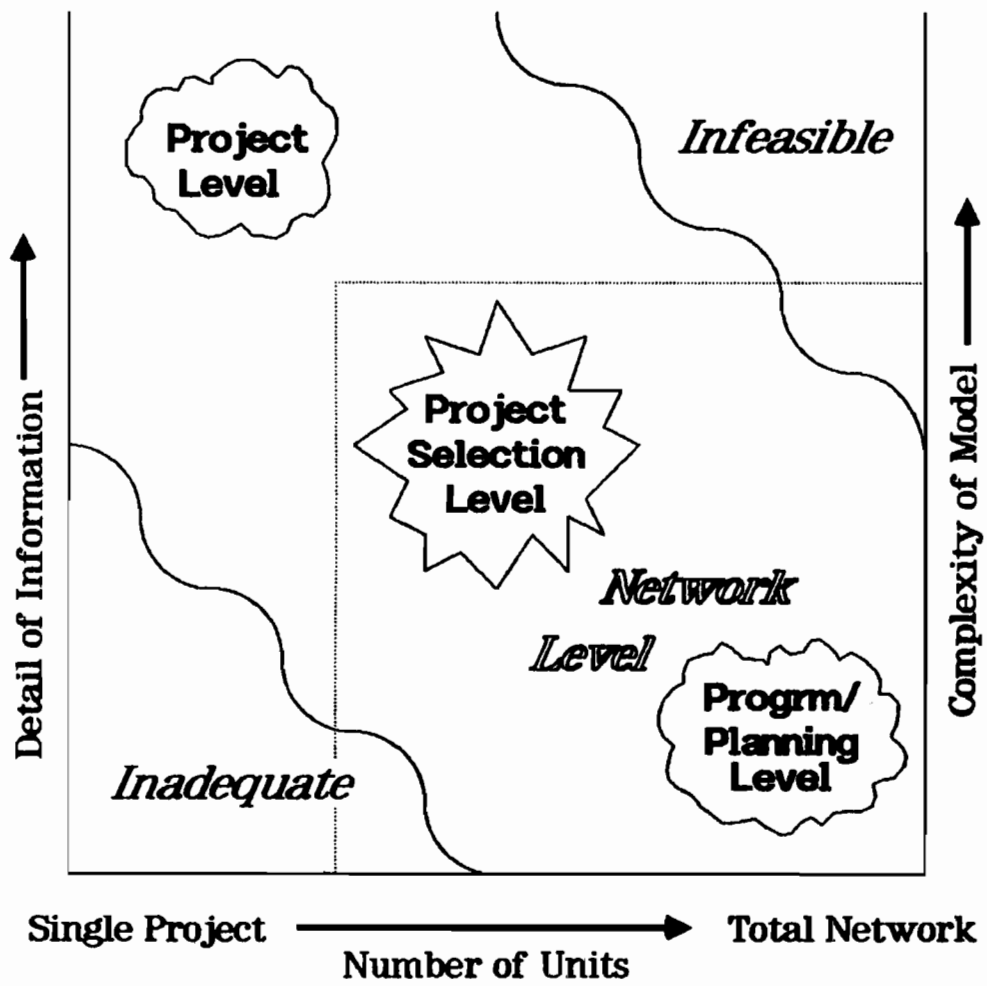 Project
Level
Infeasible
Project
Selection
Level
Network
Level
Progrm/
Planning
Level
Inadequate
Detail of Information
Complexity of Model
Single Project
Total Network
Number of Units